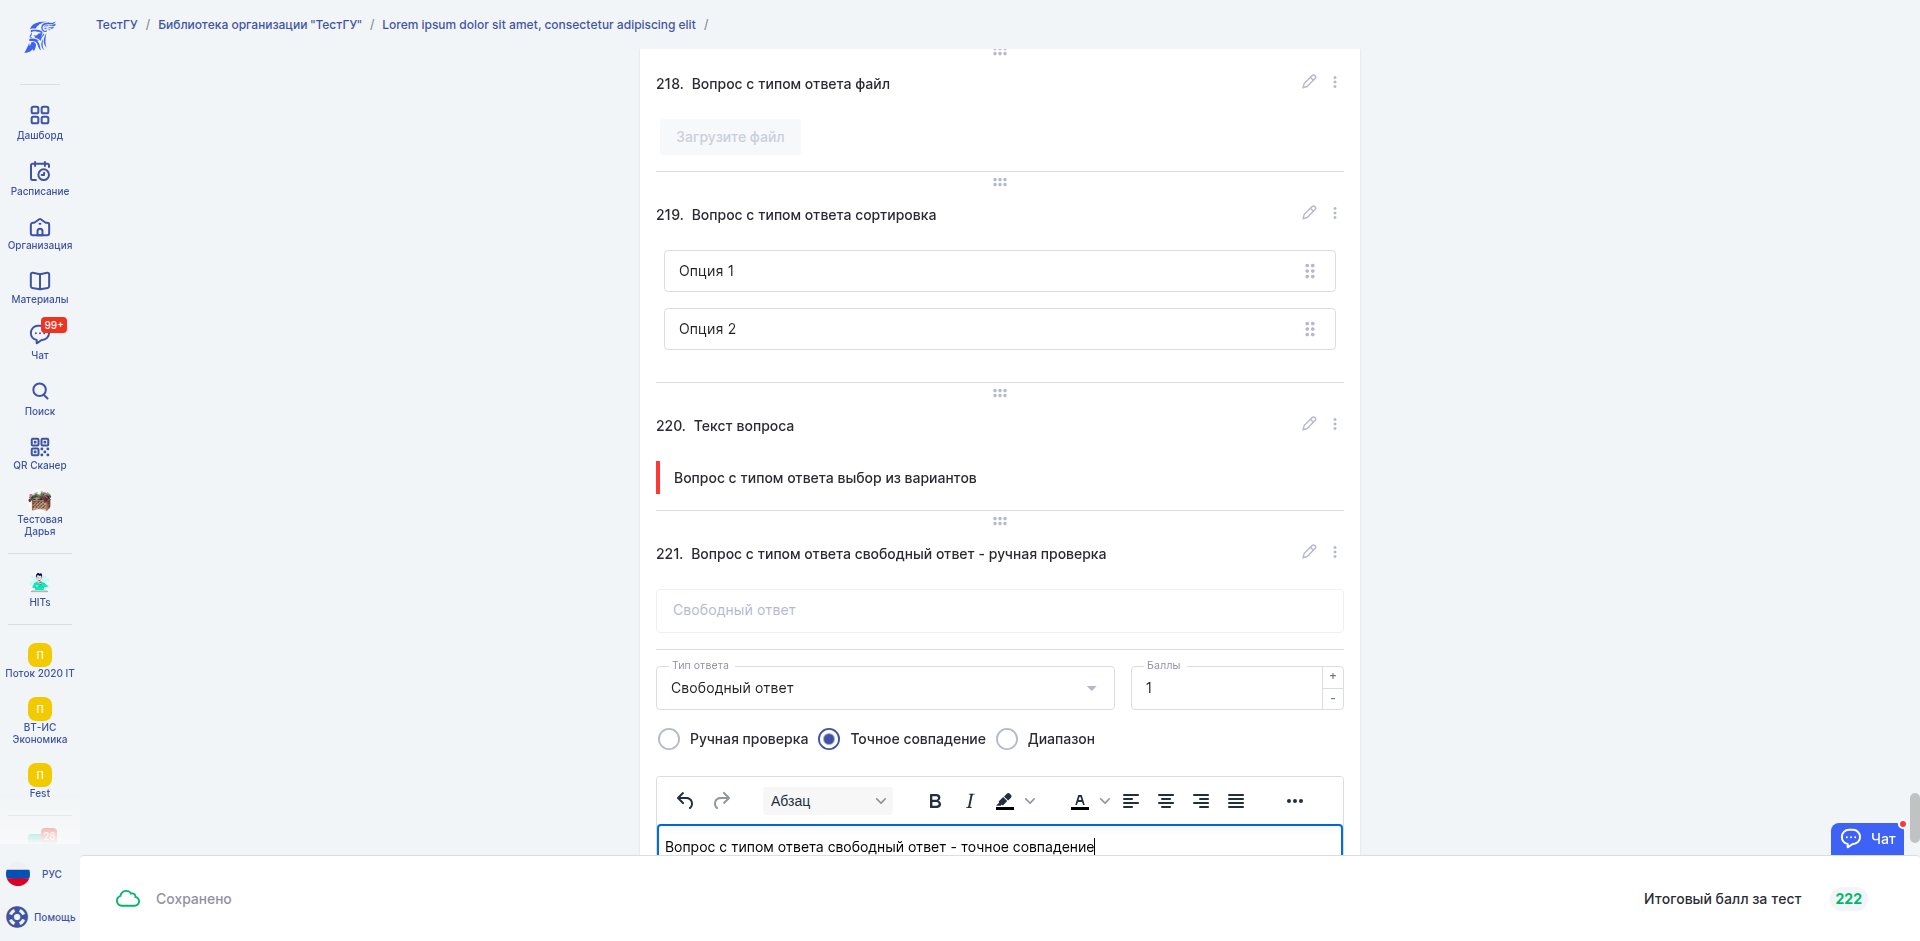 ТестГУ / Библиотека организации "ТестГУ" / Lorem ipsum dolor sit amet, consectetur adipiscing elit /
Дашборд
Расписание
Организация
Материалы
99+
Чат
Поиск
QR Сканер
Тестовая
Дарья
HITs
П
Поток 2020 IT
П
ВТ-ИС
Экономика
П
Fest
28
РУС
Помощь
218. Вопрос с типом ответа файл
Загрузите файл
219. Вопрос с типом ответа сортировка
Опция 1
Опция 2
220. Текст вопроса
Вопрос с типом ответа выбор из вариантов
221. Вопрос с типом ответа свободный ответ - ручная проверка
Свободный ответ
Тип ответа
Свободный ответ
Баллы
1
+
-
Ручная проверка Точное совпадение Диапазон
Абзац B I A
Вопрос с типом ответа свободный ответ - точное совпадение
Чат
Сохранено
Итоговый балл за тест 222